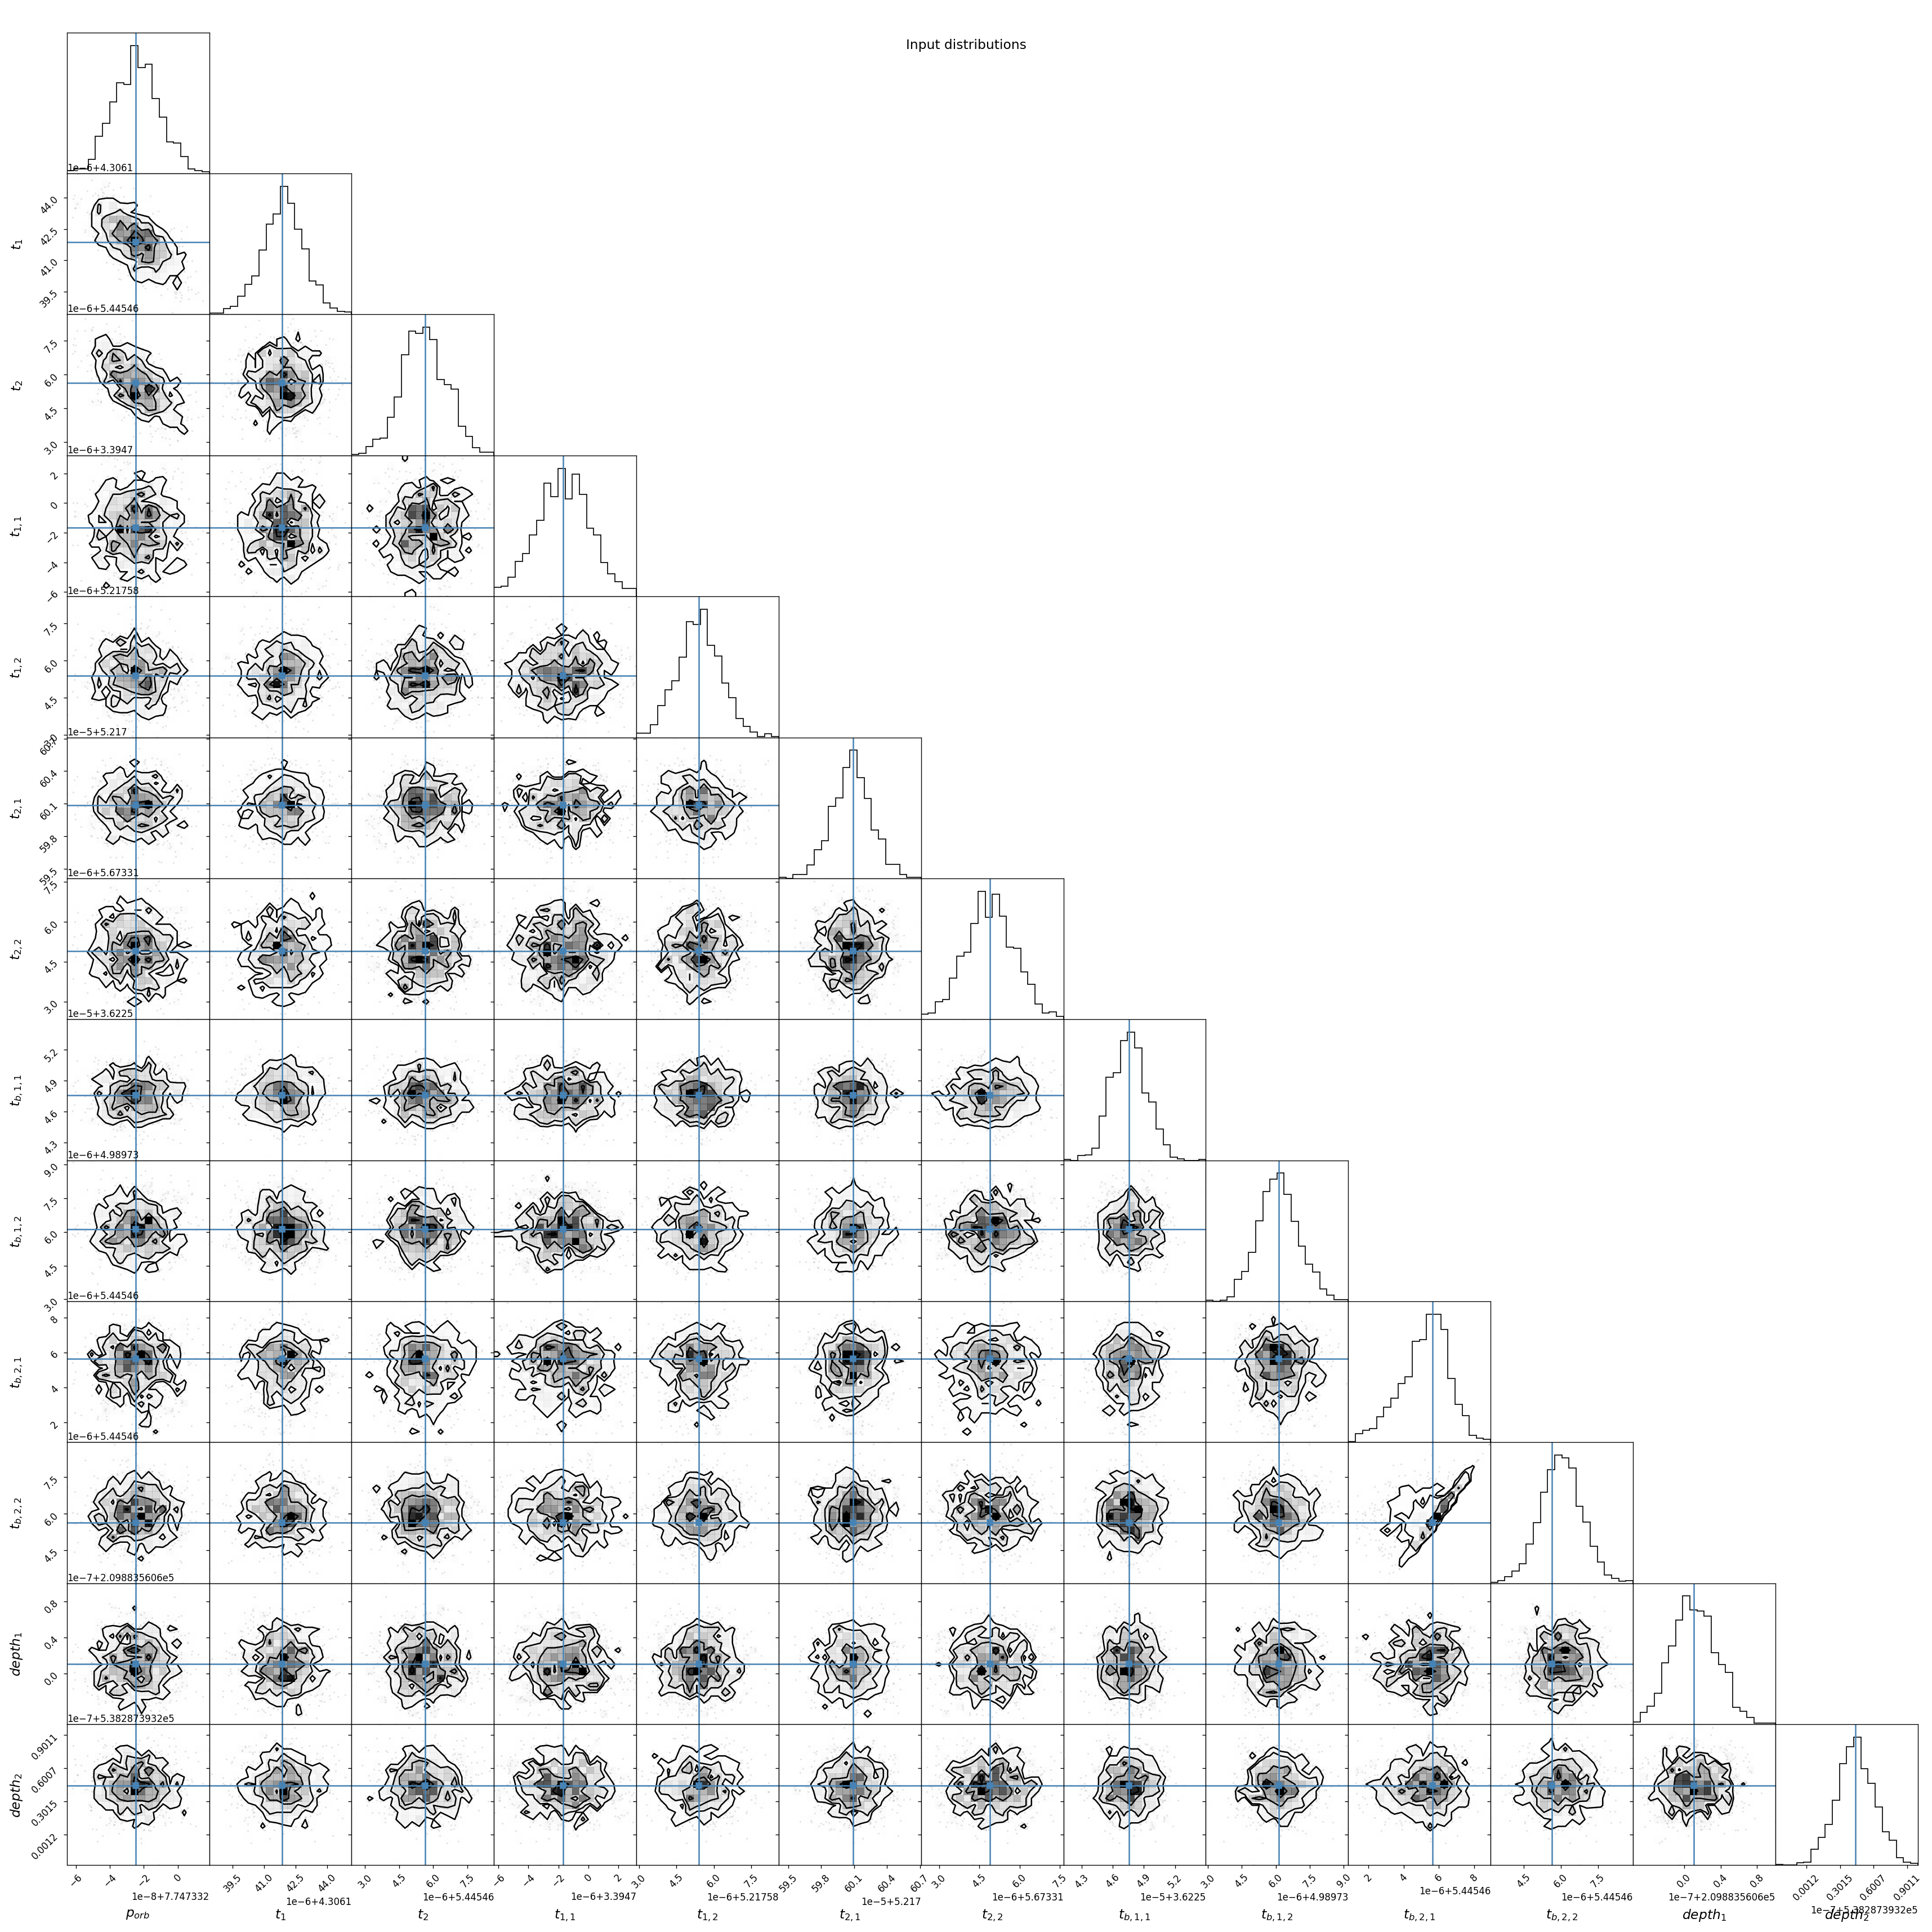 Input distributions
1e−6+4.3061
t1
44.0
42.5
41.0
39.5
1e−6+5.44546
t2
7.5
6.0
4.5
3.0
1e−6+3.3947
t1,1
2
0
−2
−4
−6
1e−6+5.21758
t1,2
7.5
6.0
4.5
3.0
1e−5+5.217
t2,1
60.7
60.4
60.1
59.8
59.5
1e−6+5.67331
t2,2
7.5
6.0
4.5
3.0
1e−5+3.6225
tb,1,1
5.2
4.9
4.6
4.3
1e−6+4.98973
tb,1,2
9.0
7.5
6.0
4.5
3.0
1e−6+5.44546
tb,2,1
8
6
4
2
1e−6+5.44546
tb,2,2
7.5
6.0
4.5
1e−7+2.098835606e5
depth1
0.8
0.4
0.0
1e−7+5.382873932e5
depth2
0.9011
0.6007
0.3015
0.0012
−6 −4 −2 0 39.5 41.0 42.5 44.0 3.0 4.5 6.0 7.5 −6 −4 −2 0 2 3.0 4.5 6.0 7.5 59.5 59.8 60.1 60.4 60.7 3.0 4.5 6.0 7.5 4.3 4.6 4.9 5.2 3.0 4.5 6.0 7.5 9.0 2 4 6 8 4.5 6.0 7.5 0.0 0.4 0.8 0.0012 0.3015 0.6007 0.9011
1e−8+7.747332 1e−6+4.3061 1e−6+5.44546 1e−6+3.3947 1e−6+5.21758 1e−5+5.217 1e−6+5.67331 1e−5+3.6225 1e−6+4.98973 1e−6+5.44546 1e−6+5.44546 1e−7+2.098835606e5 1e−7+5.382873932e5
porb t1 t2 t1,1 t1,2 t2,1 t2,2 tb,1,1 tb,1,2 tb,2,1 tb,2,2 depth1 depth2